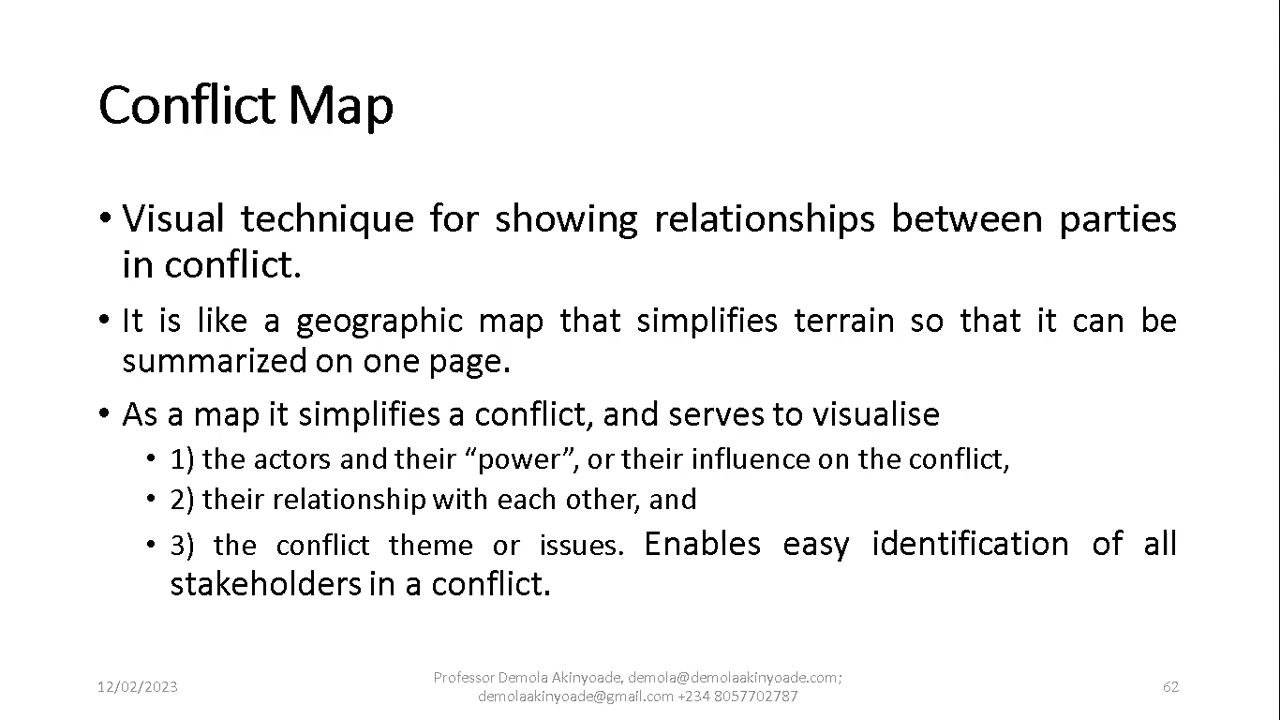 Conflict Map
• Visual technique for showing relationships between parties
in conflict.
• It is like a geographic map that simplifies terrain so that it can be
summarized on one page.
• As a map it simplifies a conflict, and serves to visualise
• 1) the actors and their “power”, or their influence on the conflict,
• 2) their relationship with each other, and
• 3) the conflict theme or issues. Enables easy identification of all
stakeholders in a conflict.
12/02/2023
Professor Demola Akinyoade, demola@demolaakinyoade.com;
demolaakinyoade@gmail.com +234 8057702787
62